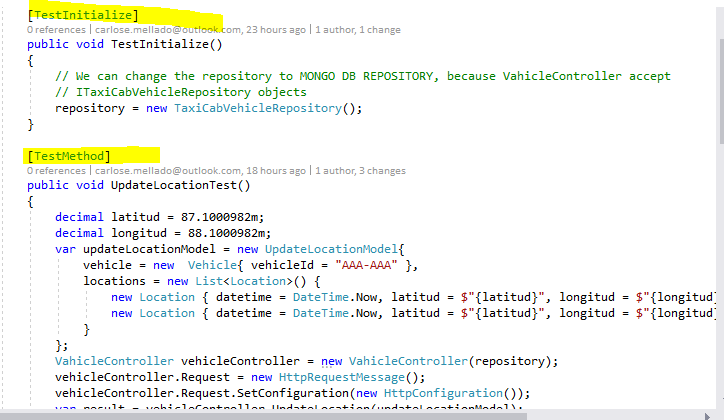 [TestInitialize]
0 references | carlose.mellado@outlook.com, 23 hours ago | 1 author, 1 change
public void TestInitialize()
{
// We can change the repository to MONGO DB REPOSITORY, because VahicleController accept
// ITaxiCabVehicleRepository objects
repository = new TaxiCabVehicleRepository();
}
[TestMethod]
0 references | carlose.mellado@outlook.com, 18 hours ago | 1 author, 3 changes
public void UpdateLocationTest()
{
decimal latitud = 87.1000982m;
decimal longitud = 88.1000982m;
var updateLocationModel = new UpdateLocationModel{
vehicle = new Vehicle{ vehicleId = "AAA-AAA" },
locations = new List<Location>() {
new Location { datetime = DateTime.Now, latitud = $"{latitud}", longitud = $"{longitud}
new Location { datetime = DateTime.Now, latitud = $"{latitud}", longitud = $"{longitud}
}
};
VahicleController vehicleController = new VahicleController(repository);
vehicleController.Request = new HttpRequestMessage();
vehicleController.Request.SetConfiguration(new HttpConfiguration());
var result = vehicleController.UpdateLocation(updateLocationModel);